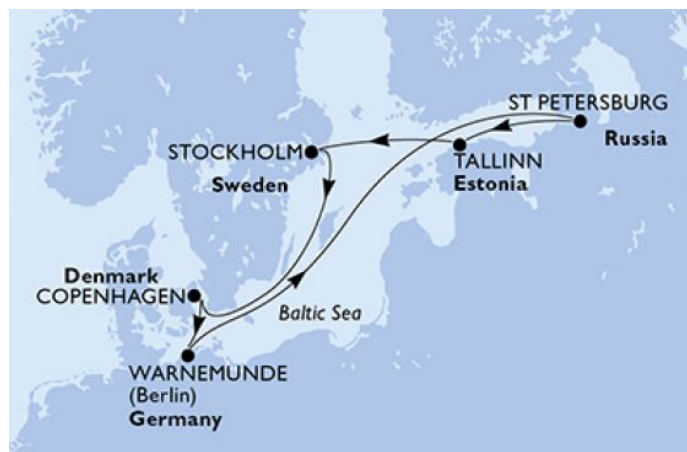 ST PETERSBURG
Russia
STOCKHOLM
Sweden
TALLINN
Estonia
Denmark
COPENHAGEN
Baltic Sea
WARNEMUNDE
(Berlin)
Germany